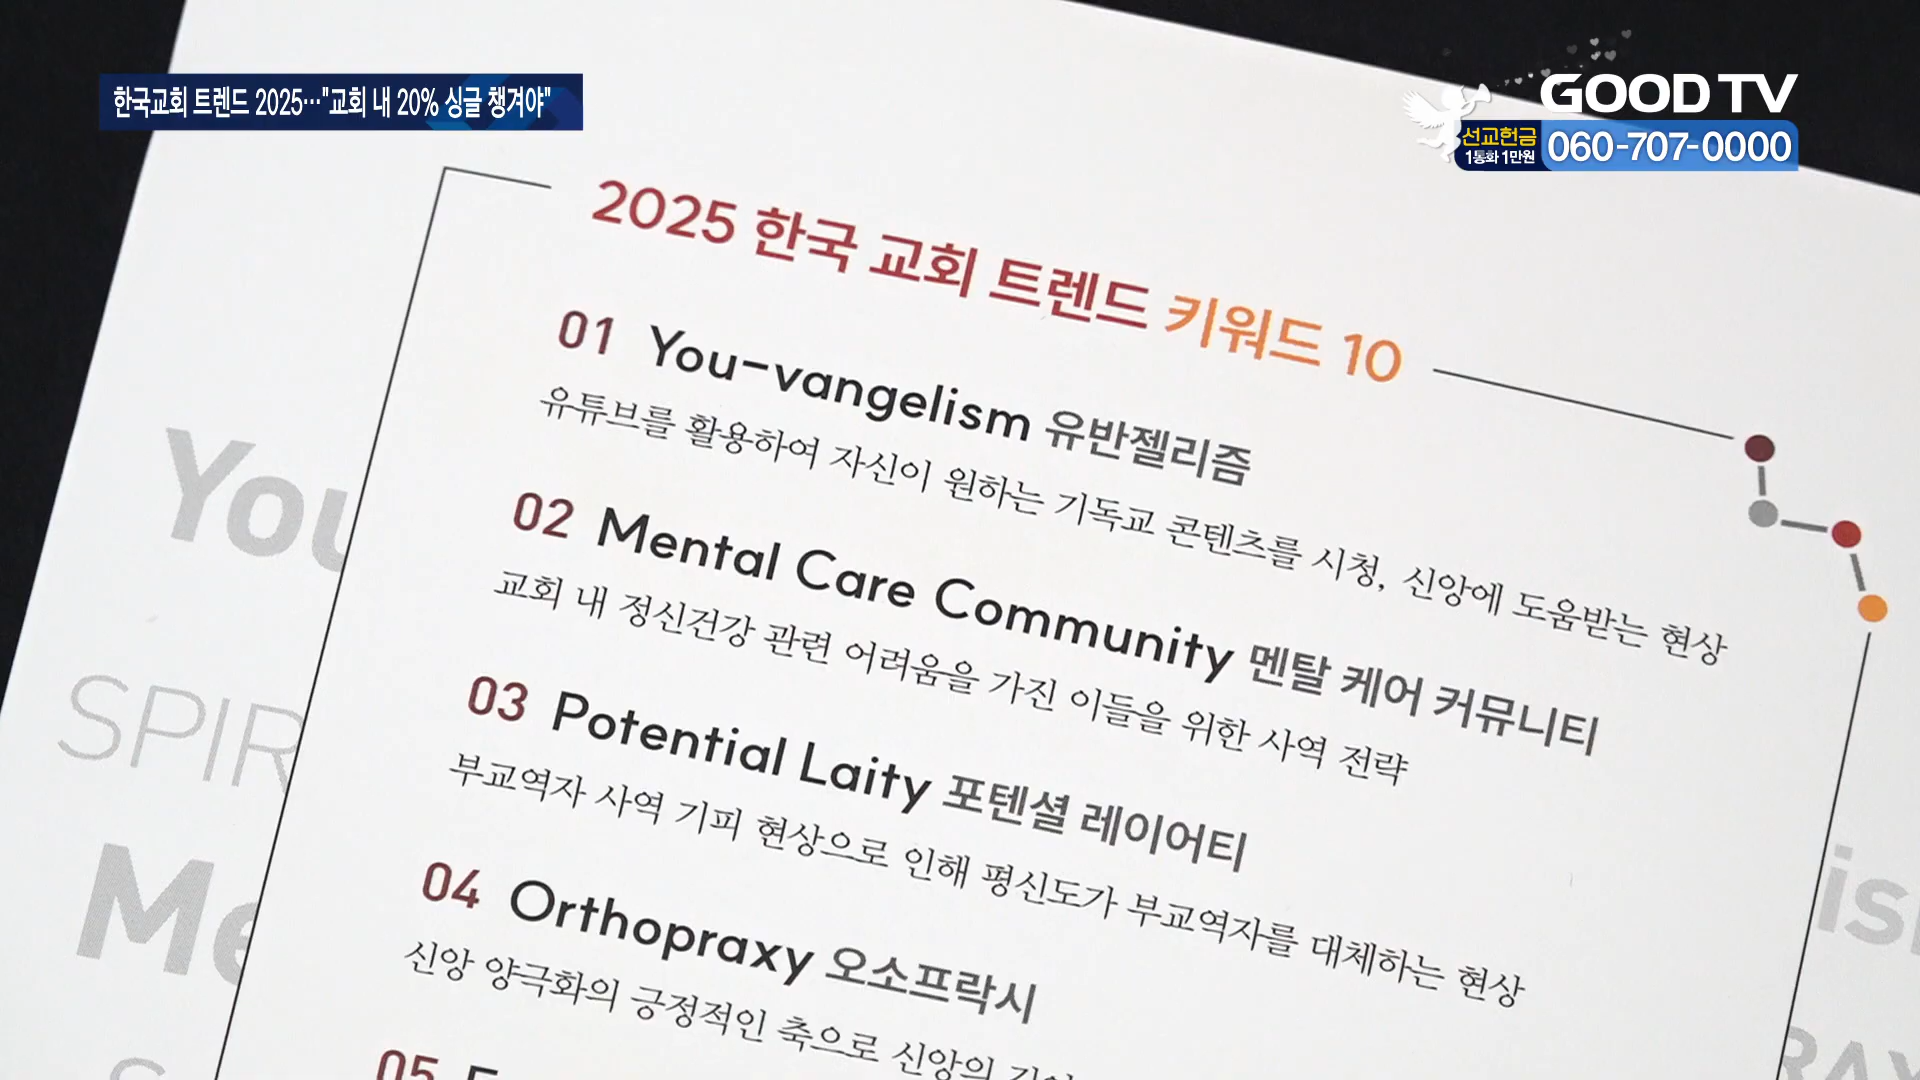 한국교회 트렌드 2025…"교회 내 20% 싱글 챙겨야"
GOOD TV
선교헌금
1통화 1만원
060-707-0000
2025 한국 교회 트렌드 키워드 10
01 You-vangelism 유반젤리즘
유튜브를 활용하여 자신이 원하는 기독교 콘텐츠를 시청, 신앙에 도움받는 현상
02 Mental Care Community 멘탈 케어 커뮤니티
교회 내 정신건강 관련 어려움을 가진 이들을 위한 사역 전략
03 Potential Laity 포텐셜 레이어티
부교역자 사역 기피 현상으로 인해 평신도가 부교역자를 대체하는 현상
04 Orthopraxy 오소프락시
신앙 양극화의 긍정적인 축으로 신앙의
05
You
SPIR
Me
is
RAY